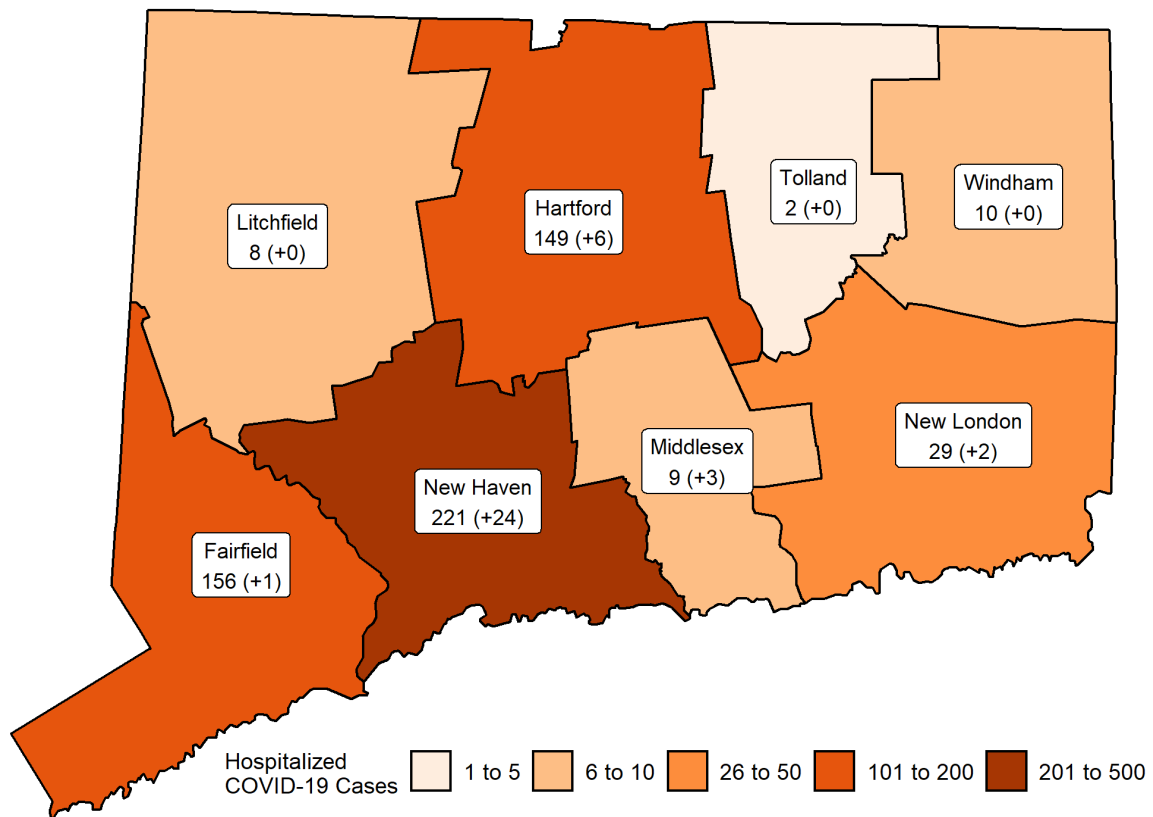 Tolland
2 (+0)
Windham
10 (+0)
Hartford
149 (+6)
Litchfield
8 (+0)
New London
29 (+2)
Middlesex
9 (+3)
New Haven
221 (+24)
Fairfield
156 (+1)
Hospitalized
COVID-19 Cases
1 to 5
6 to 10
26 to 50
101 to 200
201 to 500